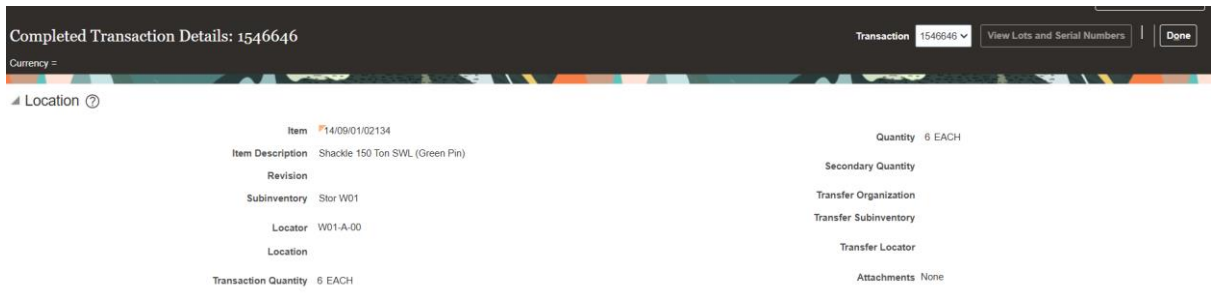 Completed Transaction Details: 1546646
Transaction 1546646 View Lots and Serial Numbers Done
Currency =
Location
Item 14/09/01/02134
Quantity 6 EACH
Item Description Shackle 150 Ton SWL (Green Pin)
Secondary Quantity
Revision
Subinventory Stor W01
Transfer Organization
Transfer Subinventory
Locator W01-A-00
Location
Transfer Locator
Transaction Quantity 6 EACH
Attachments None